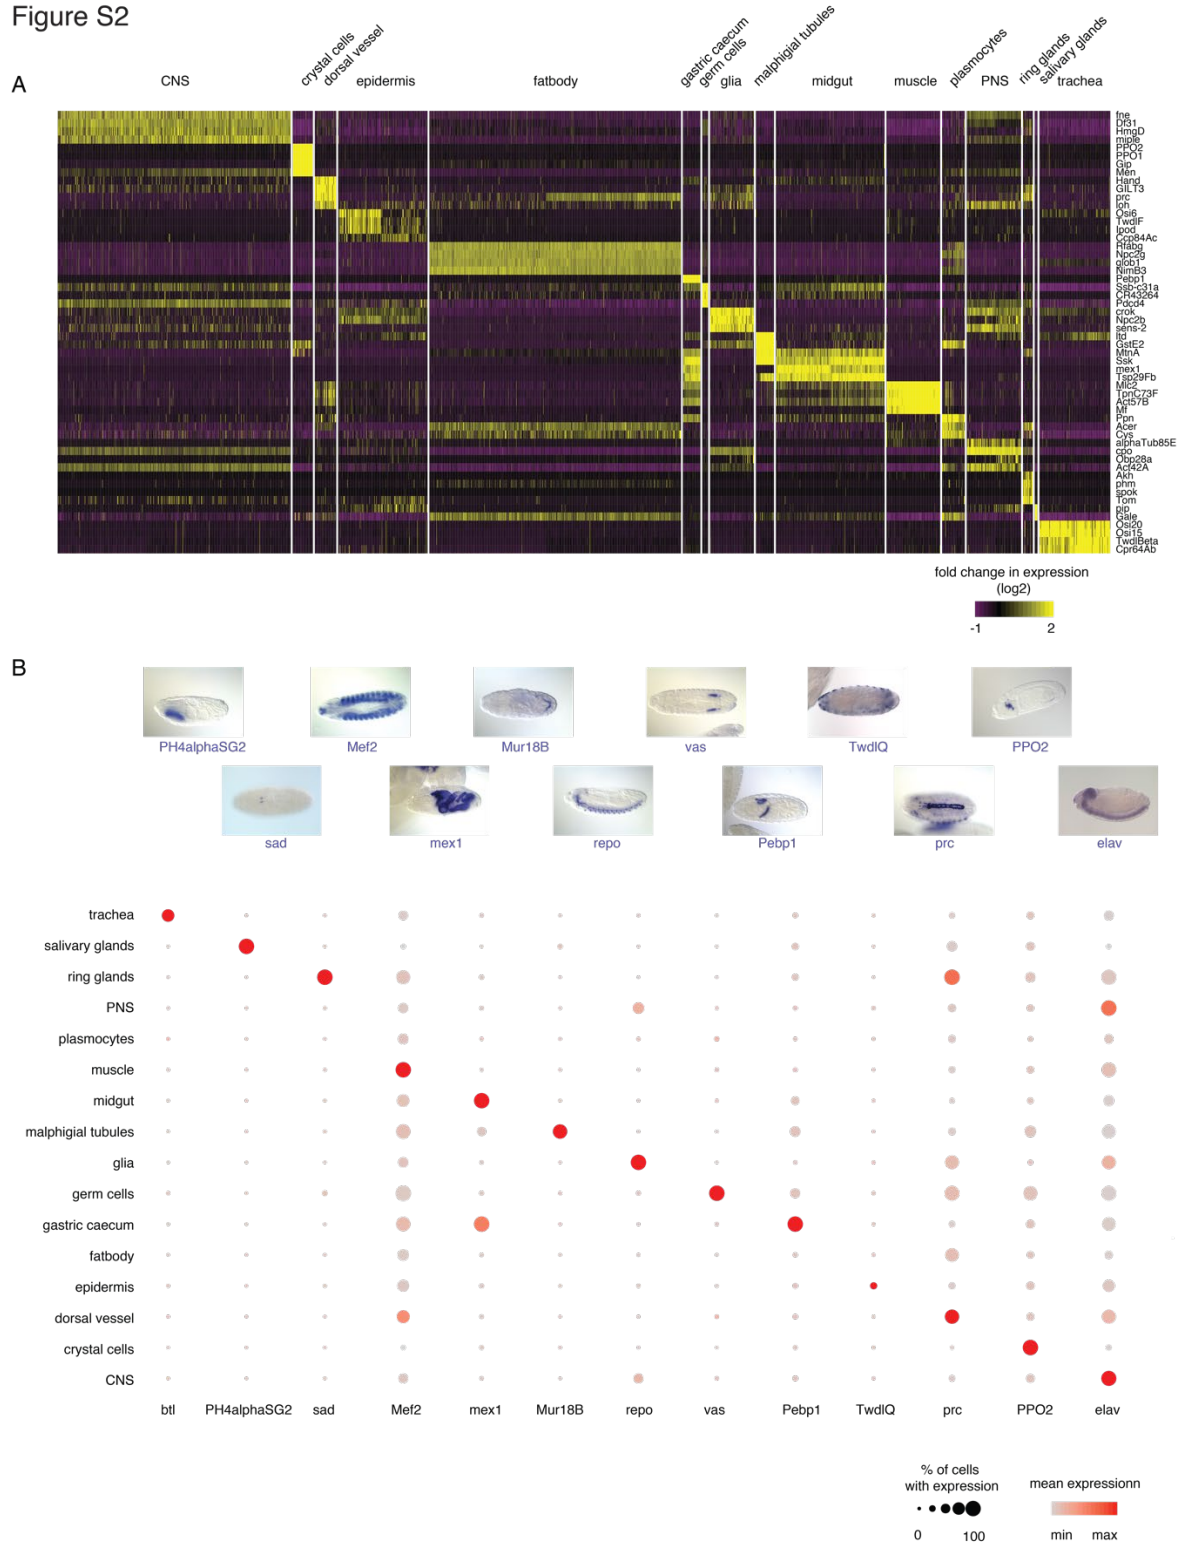 Figure S2
A
CNS
crystal cells
dorsal vessel
epidermis
fatbody
gastric caecum
germ cells
glia
malphigial tubules
midgut
muscle
plasmocytes
PNS
ring glands
salivary glands
trachea
fne
Df31
HmgD
miple
PPO2
PPO1
Gip
Men
Hand
GILT3
prc
loh
Osi6
TwdlF
Ipod
Ccp84Ac
Rfabg
Npc2g
glob1
NimB3
Pebp1
Ssb-c31a
CR43264
Pdcd4
crok
Npc2b
sens-2
ltd
GstE2
MtnA
Ssk
mex1
Tsp29Fb
Mlc2
TpnC73F
Act57B
Mf
Ppn
Acer
Cys
alphaTub85E
cpo
Obp28a
Act42A
Akh
phm
spok
Tom
pip
Gale
Osi20
Osi15
TwdlBeta
Cpr64Ab
fold change in expression
(log2)
-1 2
B
PH4alphaSG2 Mef2 Mur18B vas TwdlQ PPO2
sad mex1 repo Pebp1 prc elav
trachea
salivary glands
ring glands
PNS
plasmocytes
muscle
midgut
malphigial tubules
glia
germ cells
gastric caecum
fatbody
epidermis
dorsal vessel
crystal cells
CNS
btl PH4alphaSG2 sad Mef2 mex1 Mur18B repo vas Pebp1 TwdlQ prc PPO2 elav
% of cells
with expression
0 100
mean expressionn
min max